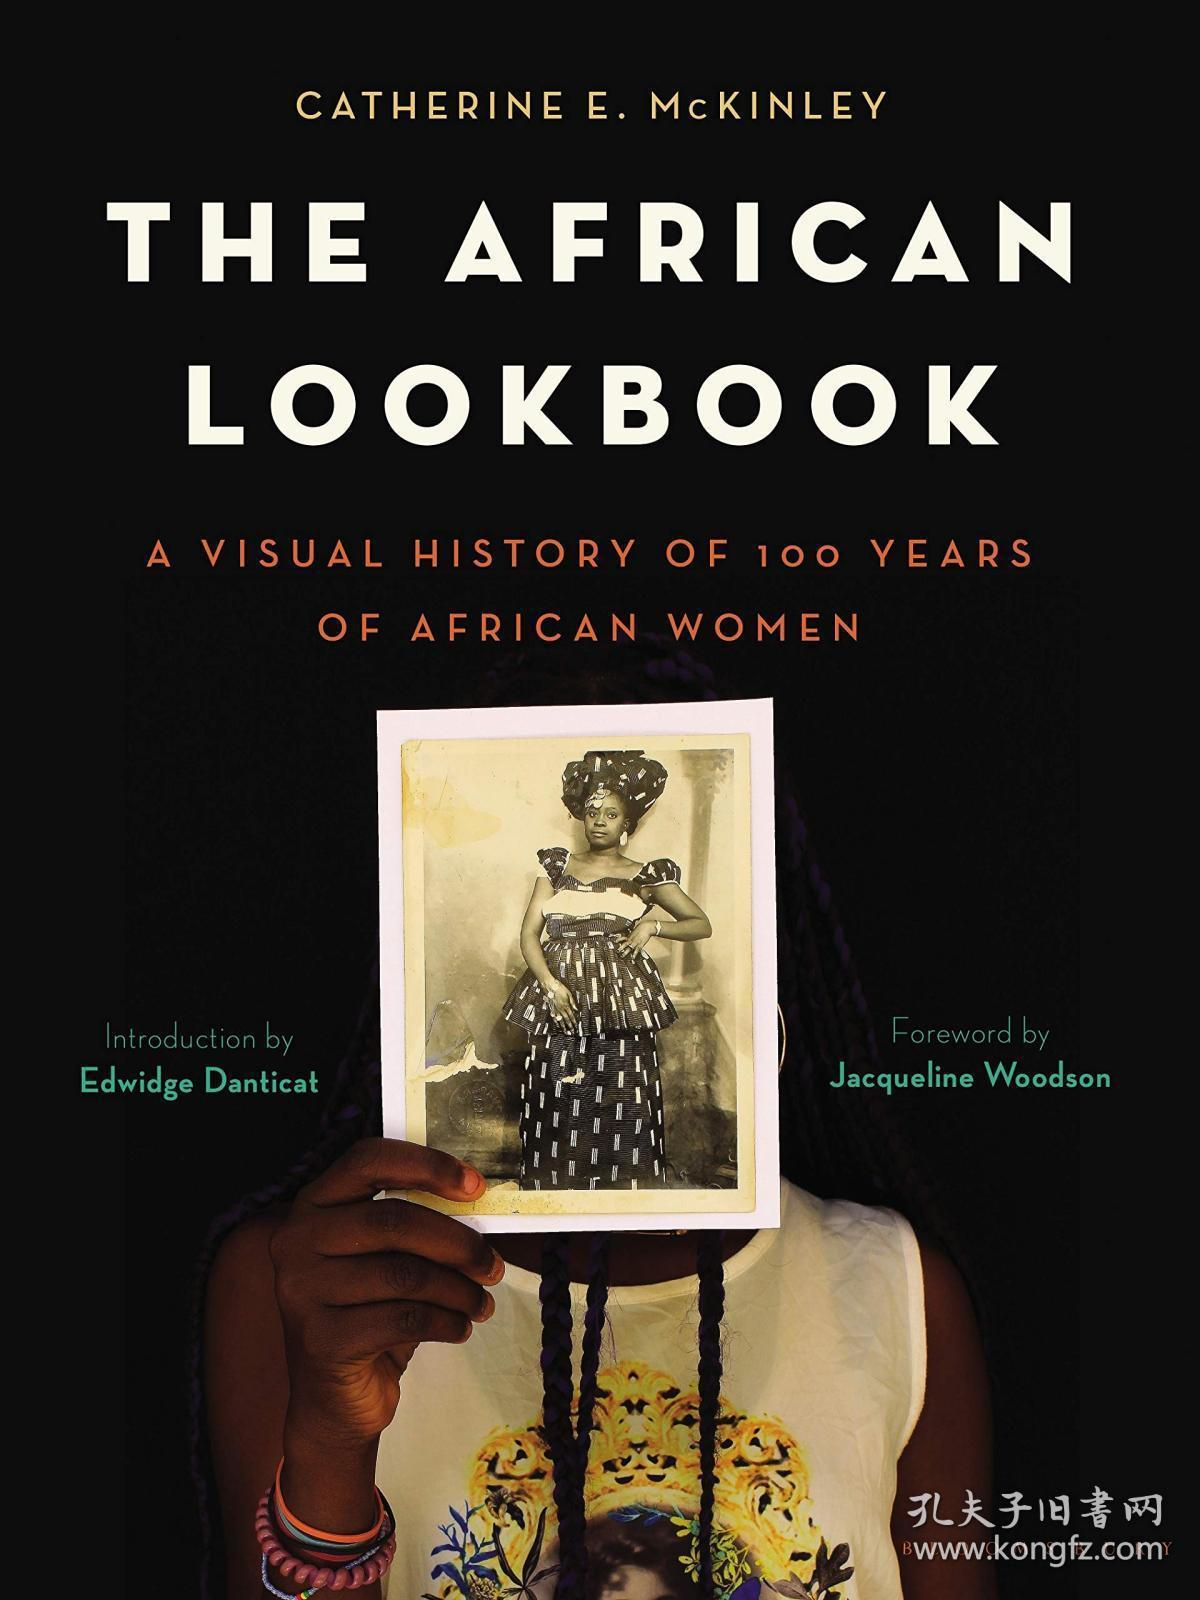 CATHERINE E. McKINLEY
THE AFRICAN
LOOKBOOK
A VISUAL HISTORY OF 100 YEARS
OF AFRICAN WOMEN
Introduction by
Edwidge Danticat
Foreword by
Jacqueline Woodson
孔夫子旧書网
www.kongfz.com